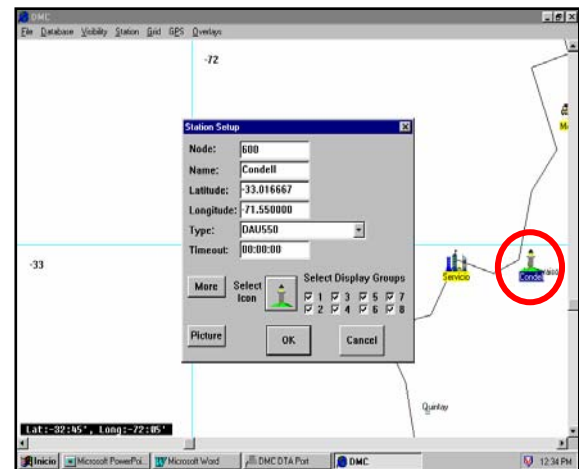 DMC
File Database Visibility Station Grid GPS Overlays
-72
Station Setup
Node: 600
Name: Condell
Latitude: -33.016667
Longitude: -71.550000
Type: DAU550
Timeout: 00:00:00
More Select Icon Select Display Groups
1 3 5 7
2 4 6 8
Picture OK Cancel
-33
Servicio
Condel
Quintay
Lat:-32:45', Long:-72:05'
Inicio Microsoft PowerPoi... Microsoft Word DMC DTA Port DMC 12:34 PM